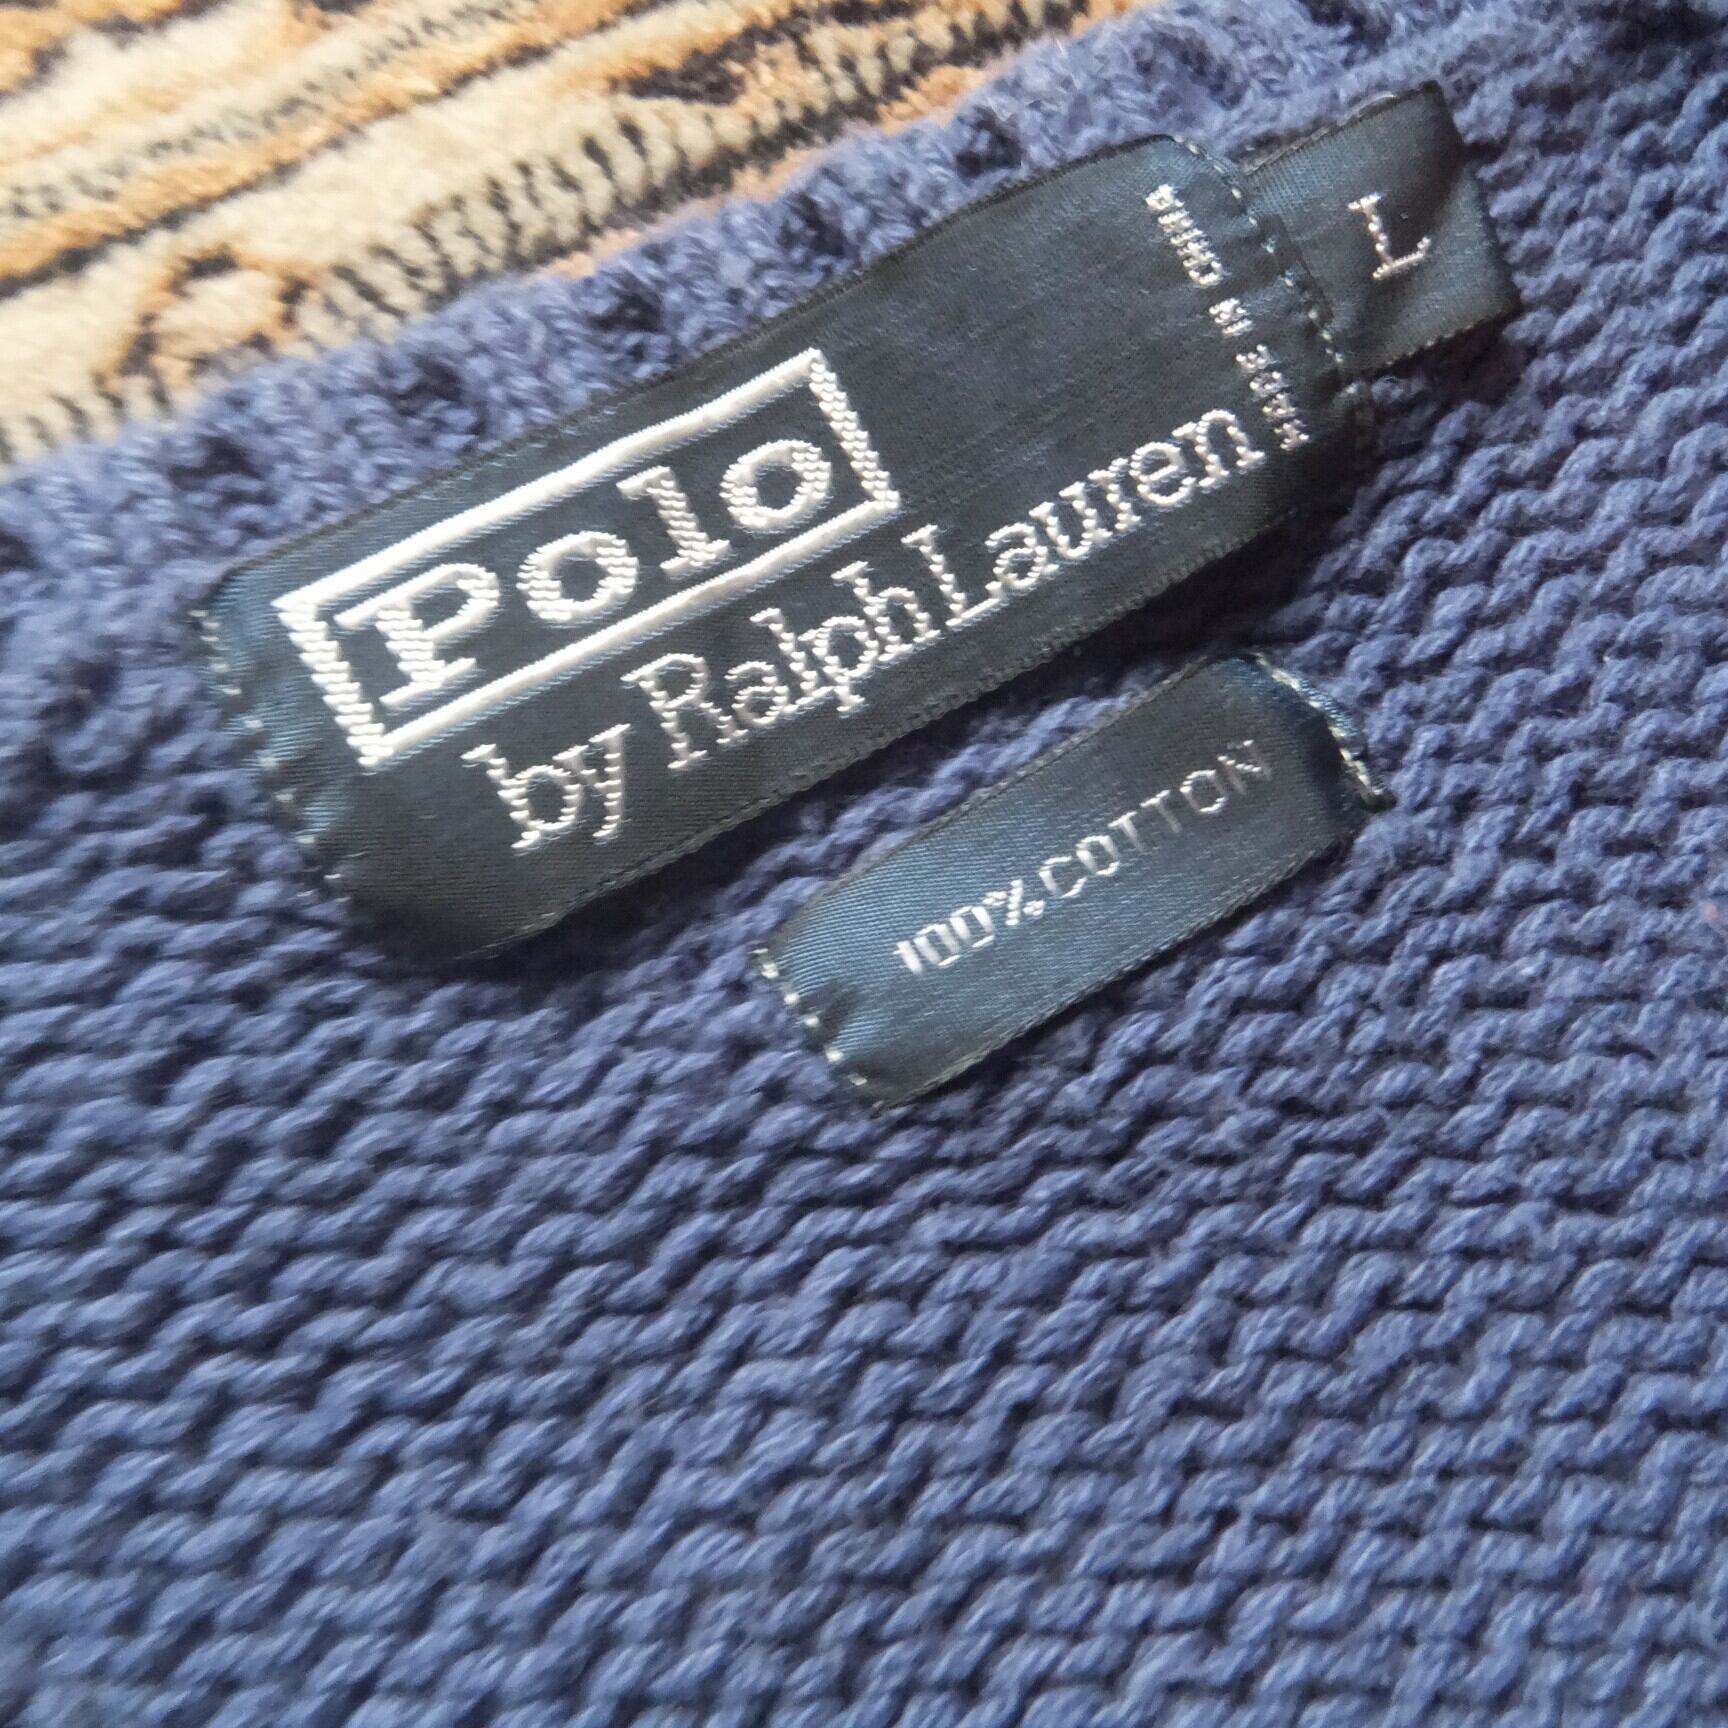 Polo
by Ralph Lauren
MADE IN CHINA
L
100% COTTON